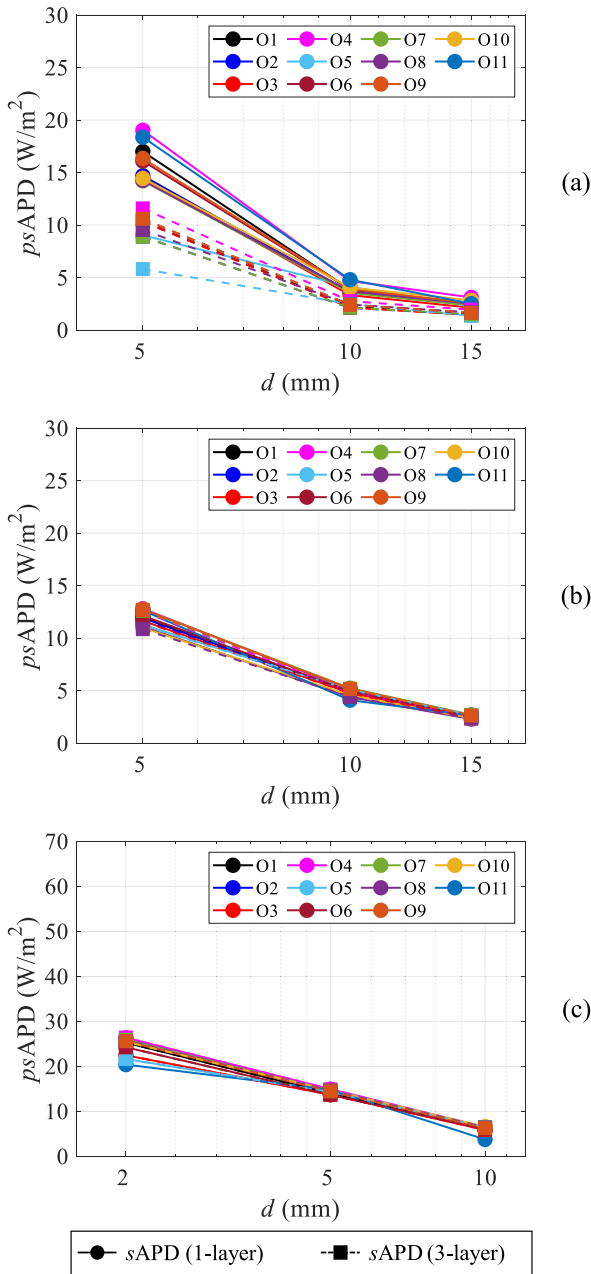 30
25
20
15
10
5
0
psAPD (W/m²)
O1 O4 O7 O10
O2 O5 O8 O11
O3 O6 O9
5 10 15
d (mm)
(a)
30
25
20
15
10
5
0
psAPD (W/m²)
O1 O4 O7 O10
O2 O5 O8 O11
O3 O6 O9
5 10 15
d (mm)
(b)
70
60
50
40
30
20
10
0
psAPD (W/m²)
O1 O4 O7 O10
O2 O5 O8 O11
O3 O6 O9
2 5 10
d (mm)
(c)
sAPD (1-layer) sAPD (3-layer)